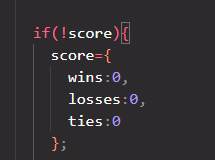 if(!score){
score={
wins:0,
losses:0,
ties:0
};